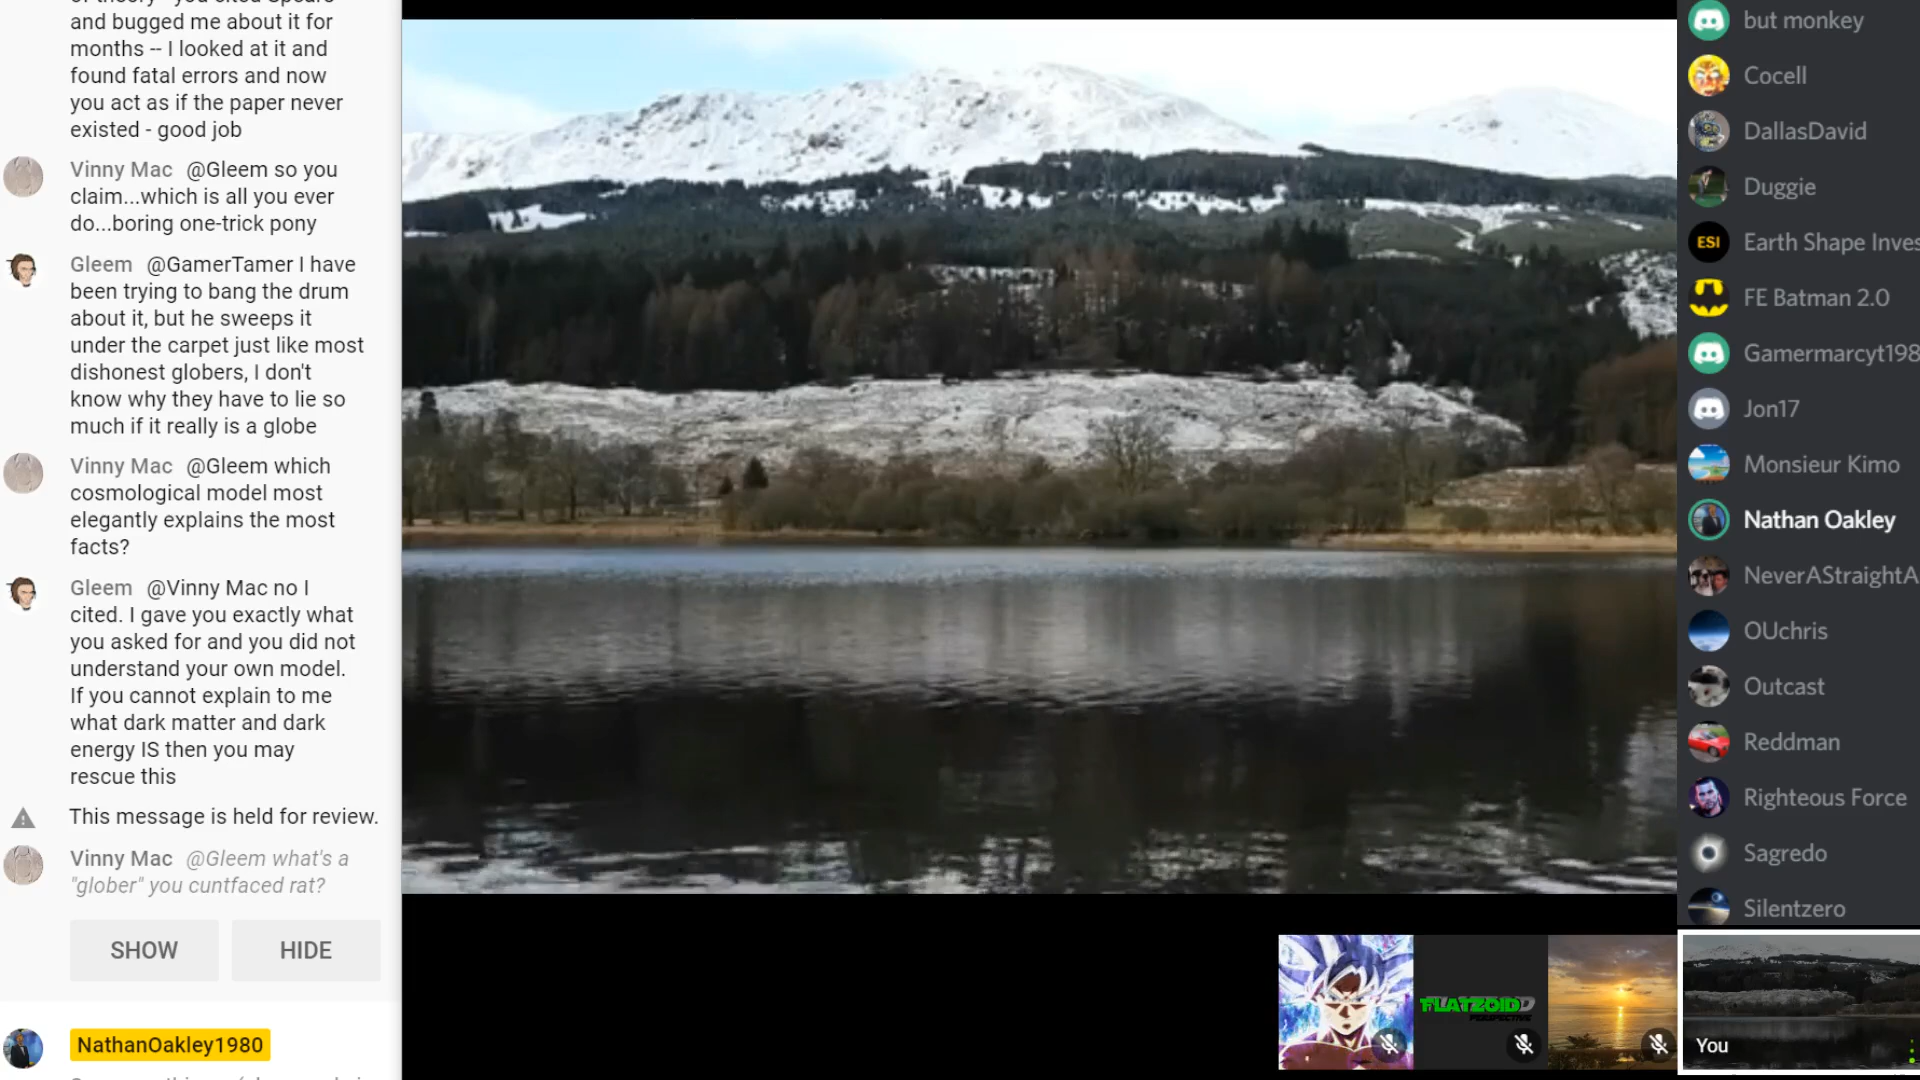 and bugged me about it for
months -- I looked at it and
found fatal errors and now
you act as if the paper never
existed - good job
Vinny Mac @Gleem so you
claim...which is all you ever
do...boring one-trick pony
Gleem @GamerTamer I have
been trying to bang the drum
about it, but he sweeps it
under the carpet just like most
dishonest globers, I don't
know why they have to lie so
much if it really is a globe
Vinny Mac @Gleem which
cosmological model most
elegantly explains the most
facts?
Gleem @Vinny Mac no I
cited. I gave you exactly what
you asked for and you did not
understand your own model.
If you cannot explain to me
what dark matter and dark
energy IS then you may
rescue this
This message is held for review.
Vinny Mac @Gleem what's a
"glober" you cuntfaced rat?
SHOW HIDE
NathanOakley1980
but monkey
Cocell
DallasDavid
Duggie
ESI
Earth Shape Inves
FE Batman 2.0
Gamermarcyt198
Jon17
Monsieur Kimo
Nathan Oakley
NeverAStraightA
OUchris
Outcast
Reddman
Righteous Force
Sagredo
Silentzero
FLATZOIDD
PERSPECTIVE
You